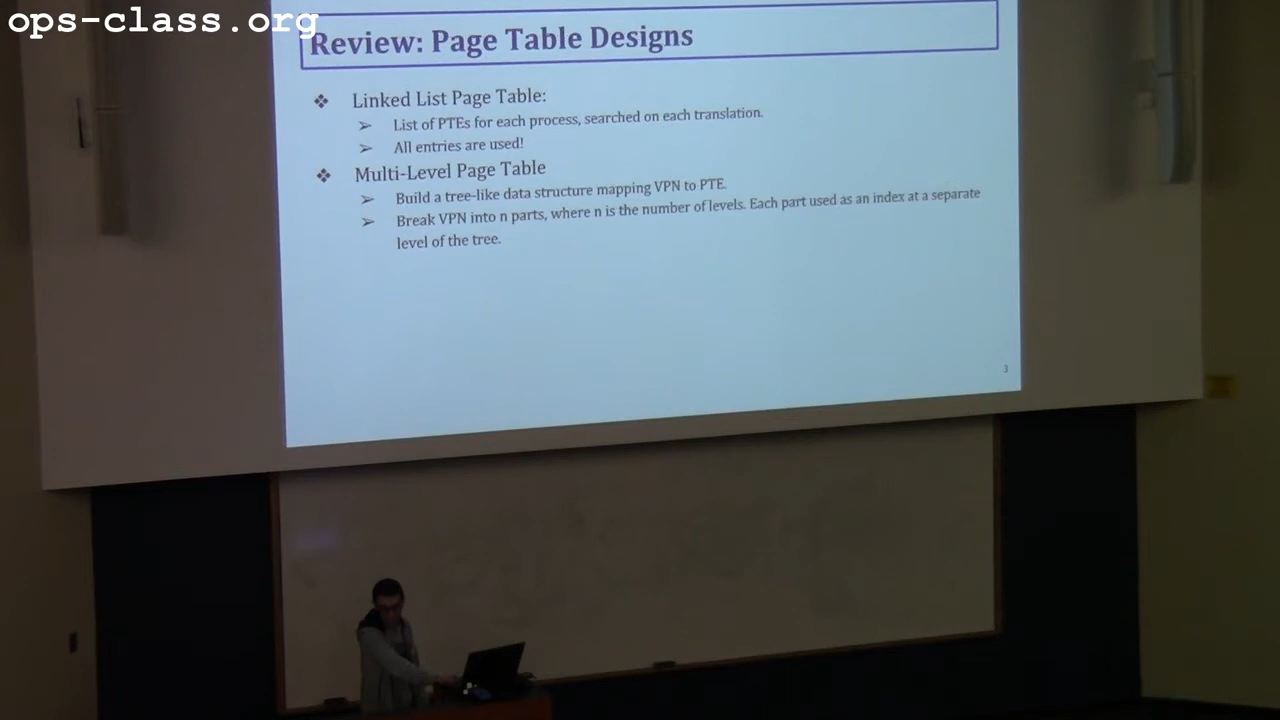 ops-class.org
Review: Page Table Designs
❖ Linked List Page Table:
➢ List of PTEs for each process, searched on each translation.
➢ All entries are used!
❖ Multi-Level Page Table
➢ Build a tree-like data structure mapping VPN to PTE.
➢ Break VPN into n parts, where n is the number of levels. Each part used as an index at a separate
level of the tree.
3